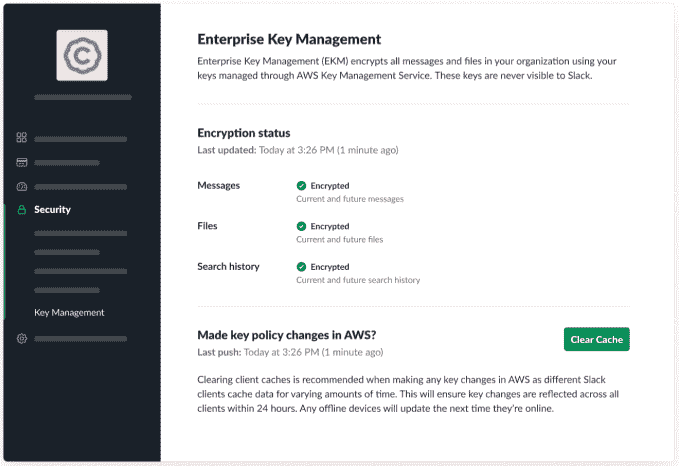 Enterprise Key Management
Enterprise Key Management (EKM) encrypts all messages and files in your organization using your
keys managed through AWS Key Management Service. These keys are never visible to Slack.
Encryption status
Last updated: Today at 3:26 PM (1 minute ago)
Messages
Encrypted
Current and future messages
Security
Files
Encrypted
Current and future files
Search history
Encrypted
Current and future search history
Key Management
Made key policy changes in AWS?
Clear Cache
Last push: Today at 3:26 PM (1 minute ago)
Clearing client caches is recommended when making any key changes in AWS as different Slack
clients cache data for varying amounts of time. This will ensure key changes are reflected across all
clients within 24 hours. Any offline devices will update the next time they're online.